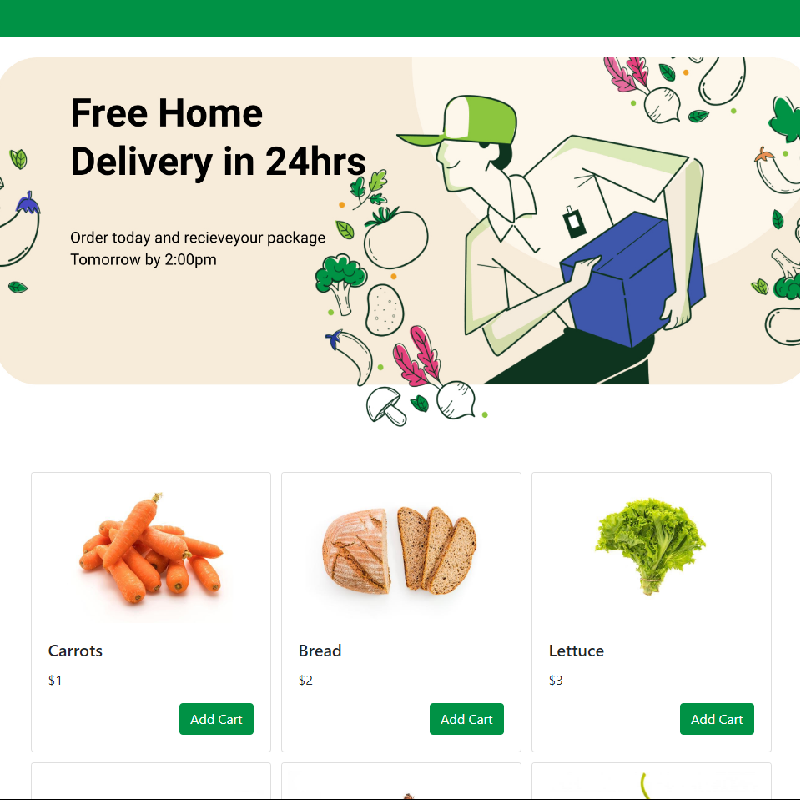 Free Home
Delivery in 24hrs
Order today and recieveyour package
Tomorrow by 2:00pm
Carrots
$1
Add Cart
Bread
$2
Add Cart
Lettuce
$3
Add Cart